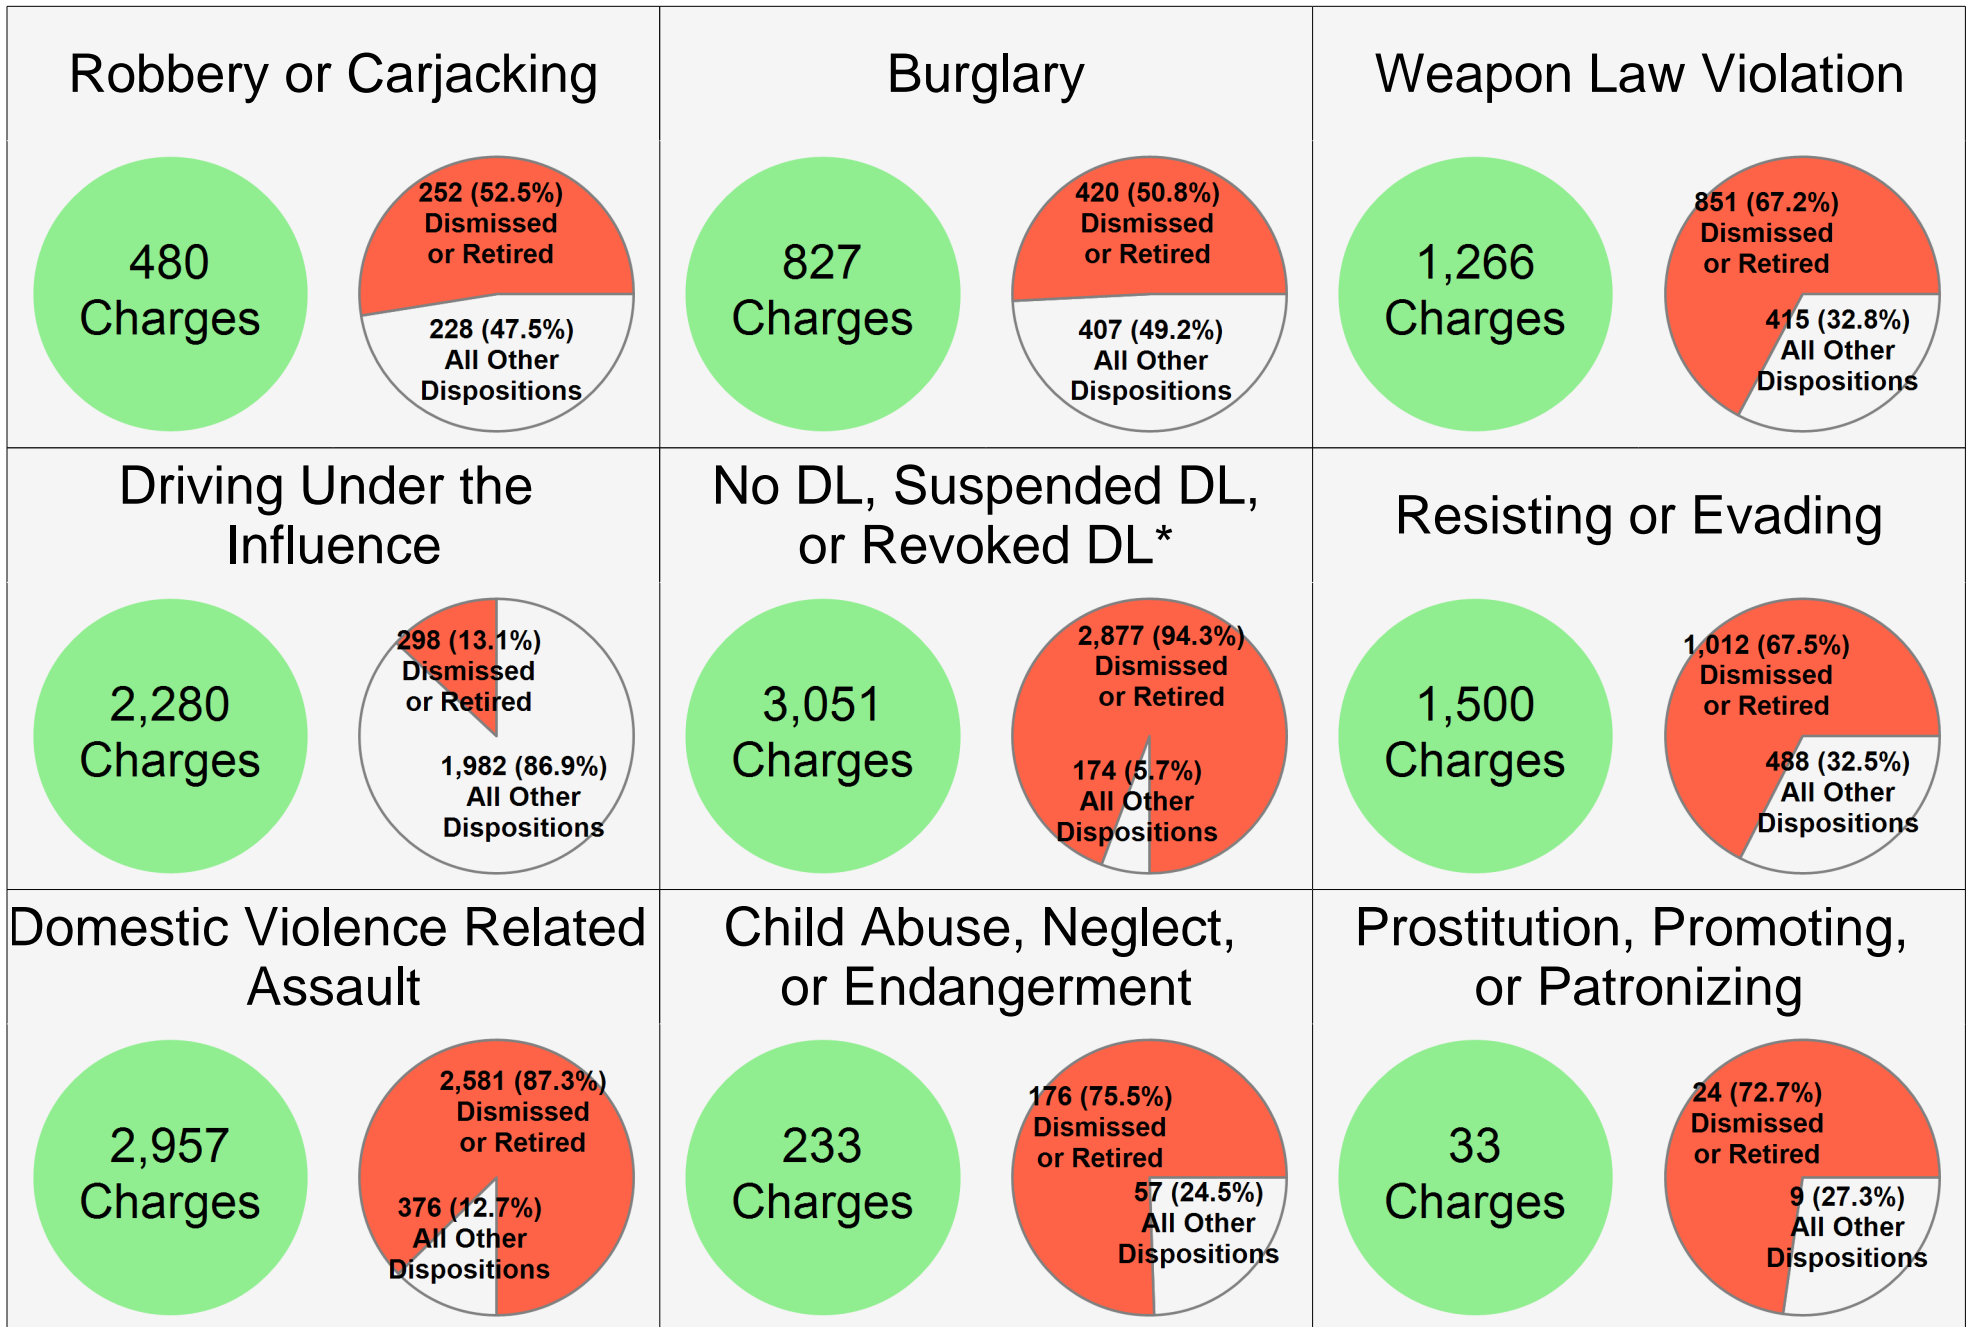 Robbery or Carjacking
480
Charges
252 (52.5%)
Dismissed
or Retired
228 (47.5%)
All Other
Dispositions
Burglary
827
Charges
420 (50.8%)
Dismissed
or Retired
407 (49.2%)
All Other
Dispositions
Weapon Law Violation
1,266
Charges
851 (67.2%)
Dismissed
or Retired
415 (32.8%)
All Other
Dispositions
Driving Under the
Influence
2,280
Charges
298 (13.1%)
Dismissed
or Retired
1,982 (86.9%)
All Other
Dispositions
No DL, Suspended DL,
or Revoked DL*
3,051
Charges
2,877 (94.3%)
Dismissed
or Retired
174 (5.7%)
All Other
Dispositions
Resisting or Evading
1,500
Charges
1,012 (67.5%)
Dismissed
or Retired
488 (32.5%)
All Other
Dispositions
Domestic Violence Related
Assault
2,957
Charges
2,581 (87.3%)
Dismissed
or Retired
376 (12.7%)
All Other
Dispositions
Child Abuse, Neglect,
or Endangerment
233
Charges
176 (75.5%)
Dismissed
or Retired
57 (24.5%)
All Other
Dispositions
Prostitution, Promoting,
or Patronizing
33
Charges
24 (72.7%)
Dismissed
or Retired
9 (27.3%)
All Other
Dispositions